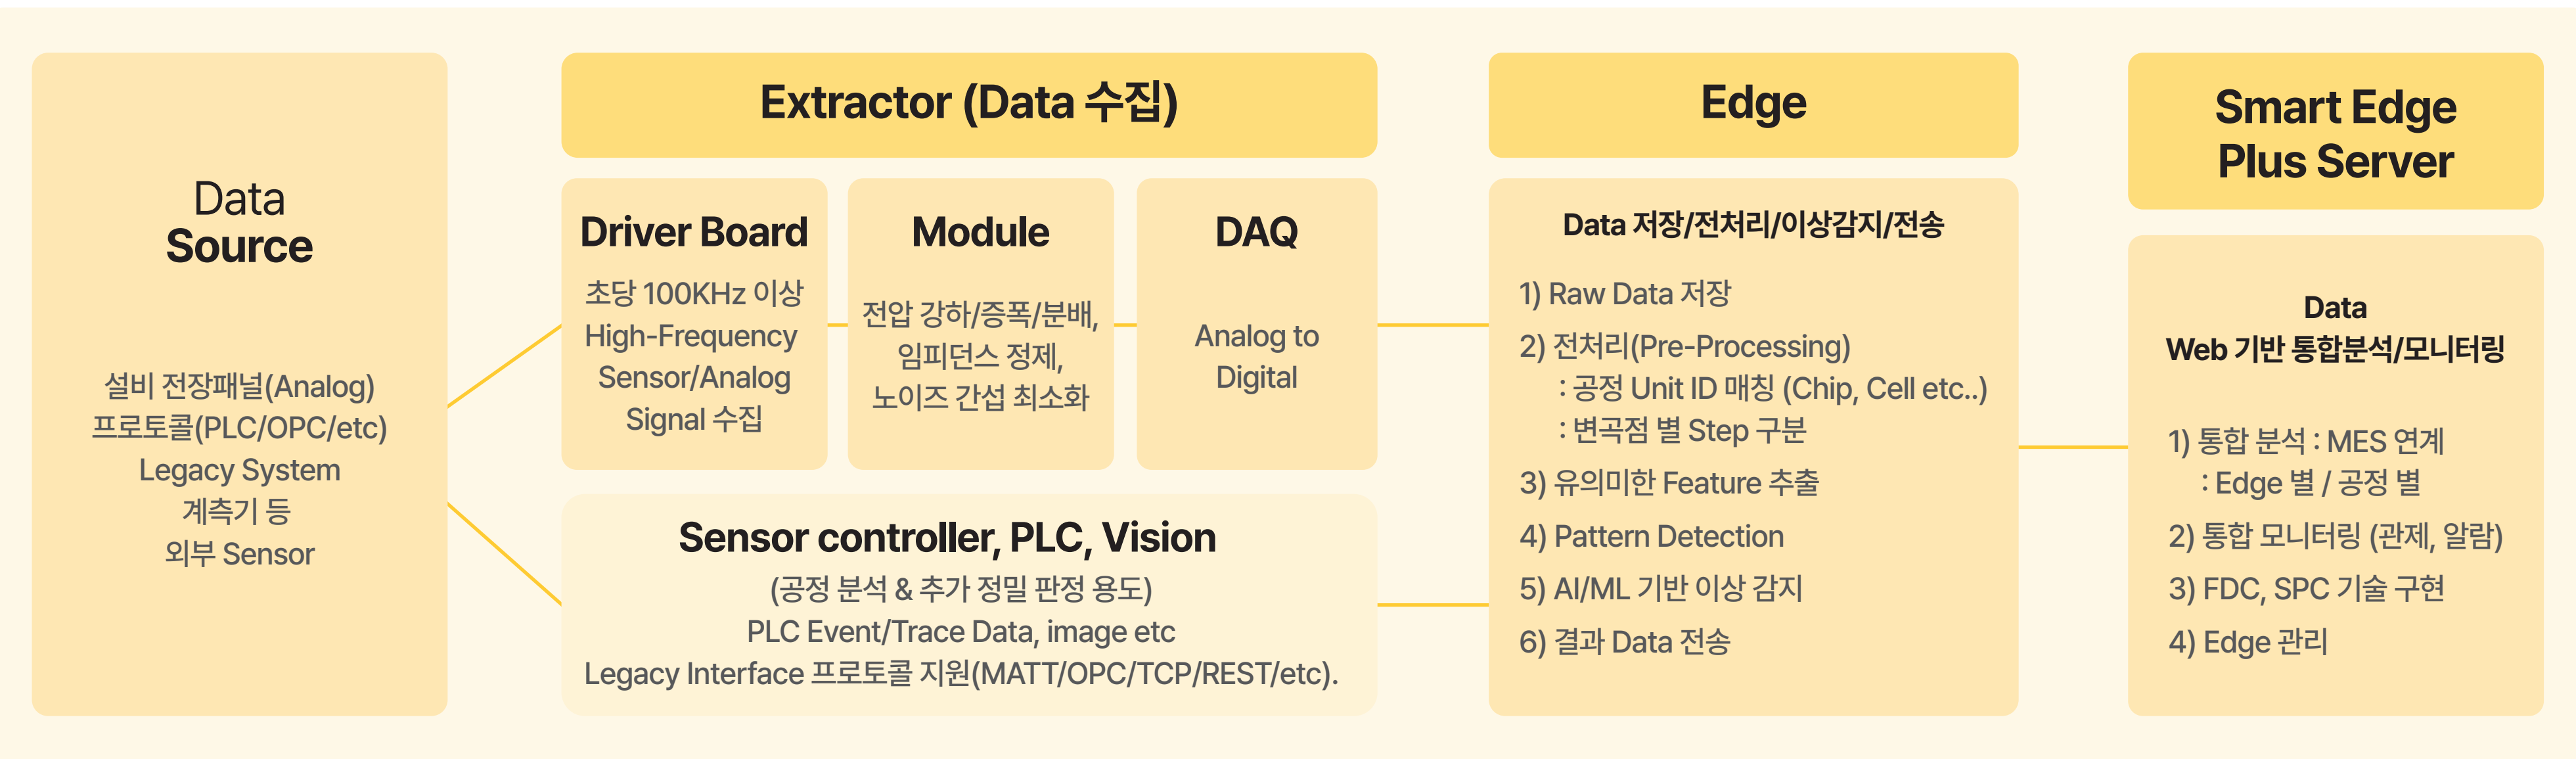 Data
Source
설비 전장패널(Analog)
프로토콜(PLC/OPC/etc)
Legacy System
계측기 등
외부 Sensor
Extractor (Data 수집)
Driver Board
초당 100KHz 이상
High-Frequency
Sensor/Analog
Signal 수집
Module
전압 강하/증폭/분배,
임피던스 정제,
노이즈 간섭 최소화
DAQ
Analog to
Digital
Sensor controller, PLC, Vision
(공정 분석 & 추가 정밀 판정 용도)
PLC Event/Trace Data, image etc
Legacy Interface 프로토콜 지원(MATT/OPC/TCP/REST/etc).
Edge
Data 저장/전처리/이상감지/전송
1) Raw Data 저장
2) 전처리(Pre-Processing)
: 공정 Unit ID 매칭 (Chip, Cell etc..)
: 변곡점 별 Step 구분
3) 유의미한 Feature 추출
4) Pattern Detection
5) AI/ML 기반 이상 감지
6) 결과 Data 전송
Smart Edge
Plus Server
Data
Web 기반 통합분석/모니터링
1) 통합 분석 : MES 연계
: Edge 별 / 공정 별
2) 통합 모니터링 (관제, 알람)
3) FDC, SPC 기술 구현
4) Edge 관리